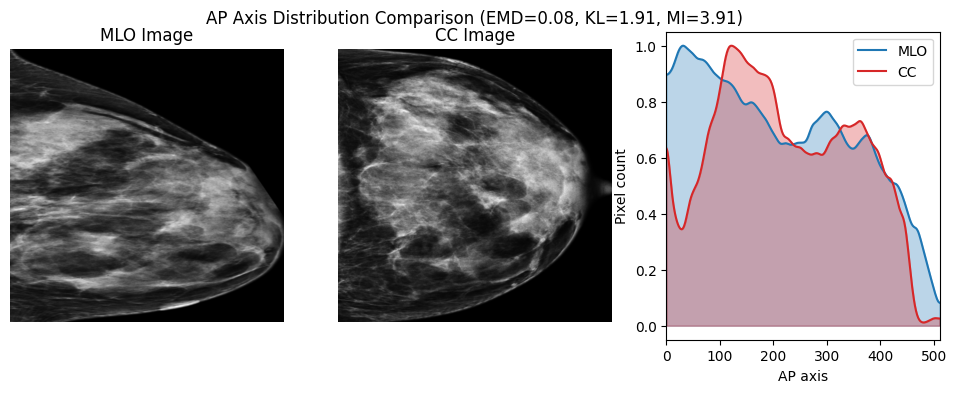 AP Axis Distribution Comparison (EMD=0.08, KL=1.91, MI=3.91)
MLO Image
CC Image
MLO
CC
Pixel count
1.0
0.8
0.6
0.4
0.2
0.0
0 100 200 300 400 500
AP axis